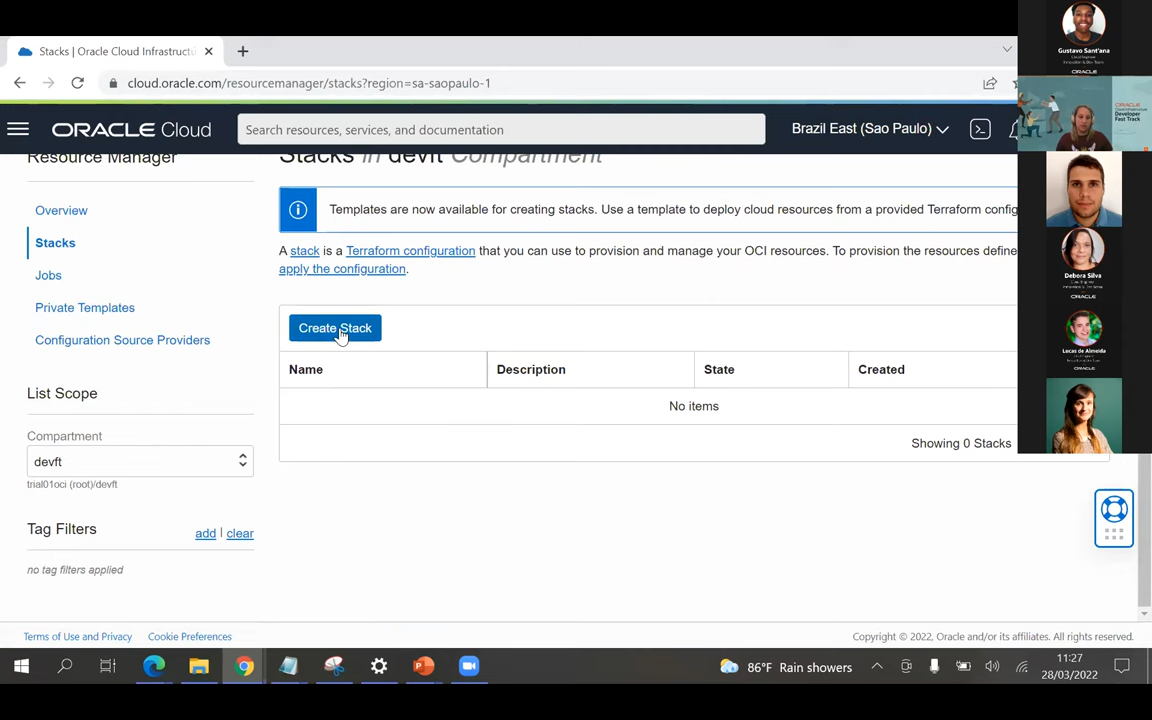 Stacks | Oracle Cloud Infrastructu
cloud.oracle.com/resourcemanager/stacks?region=sa-saopaulo-1
ORACLE Cloud
Search resources, services, and documentation
Brazil East (Sao Paulo)
Resource Manager
Overview
Stacks
Jobs
Private Templates
Configuration Source Providers
List Scope
Compartment
devft
trial01oci (root)/devft
Tag Filters
add | clear
no tag filters applied
Stacks in devft Compartment
Templates are now available for creating stacks. Use a template to deploy cloud resources from a provided Terraform config
A stack is a Terraform configuration that you can use to provision and manage your OCI resources. To provision the resources define
apply the configuration.
Create Stack
Name Description State Created
No items
Showing 0 Stacks
Terms of Use and Privacy Cookie Preferences
Copyright © 2022, Oracle and/or its affiliates. All rights reserved.
86°F Rain showers
11:27
28/03/2022
Gustavo Sant'ana
ORACLE
ORACLE
Developer
Fast Track
Debora Silva
ORACLE
Lucas de Almeida
ORACLE